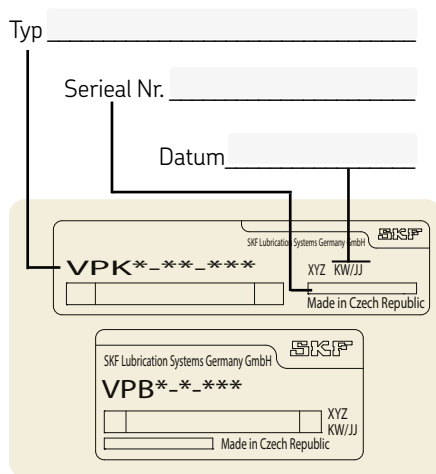 Typ
Serieal Nr.
Datum
SKF Lubrication Systems Germany GmbH SKF
VPK*-**-*** XYZ KW/JJ
Made in Czech Republic
SKF Lubrication Systems Germany GmbH SKF
VPB*-*-***
XYZ
KW/JJ
Made in Czech Republic